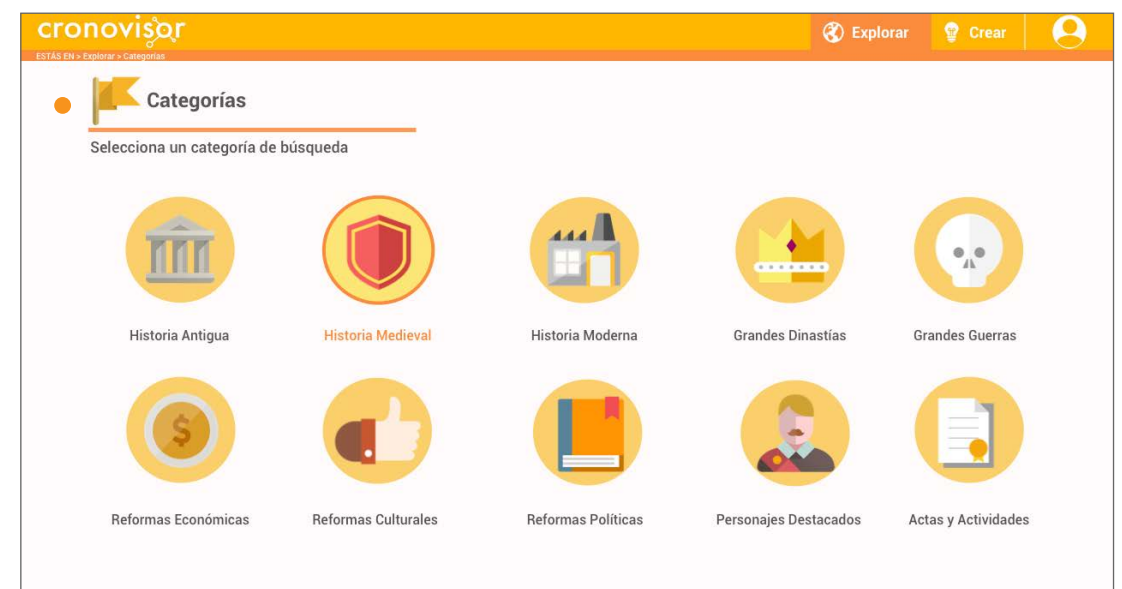 cronovisor
Explorar
Crear
ESTÁS EN > Explorar > Categorías
Categorías
Selecciona un categoría de búsqueda
Historia Antigua
Historia Medieval
Historia Moderna
Grandes Dinastías
Grandes Guerras
$
Reformas Económicas
Reformas Culturales
Reformas Políticas
Personajes Destacados
Actas y Actividades